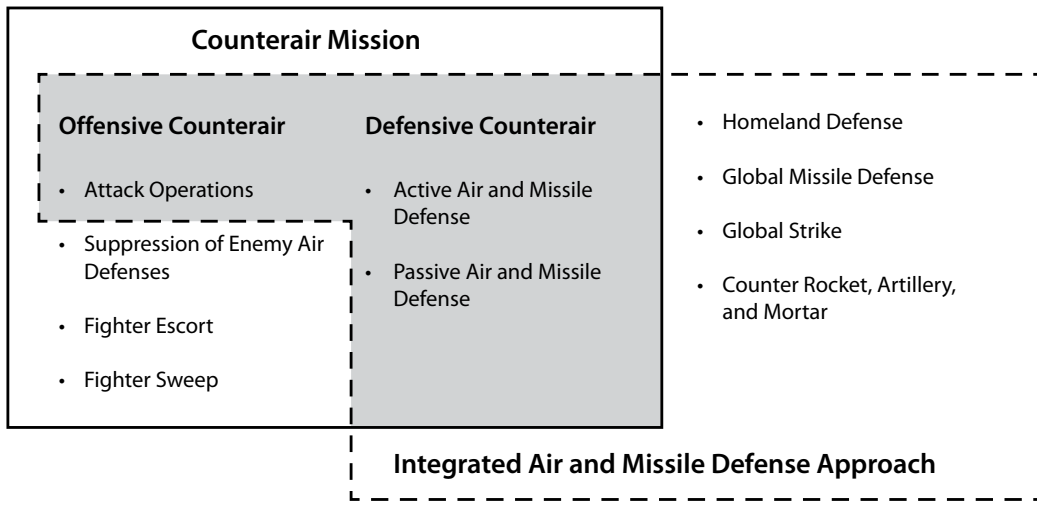 Counterair Mission
Offensive Counterair
• Attack Operations
• Suppression of Enemy Air
Defenses
• Fighter Escort
• Fighter Sweep
Defensive Counterair
• Active Air and Missile
Defense
• Passive Air and Missile
Defense
• Homeland Defense
• Global Missile Defense
• Global Strike
• Counter Rocket, Artillery,
and Mortar
Integrated Air and Missile Defense Approach